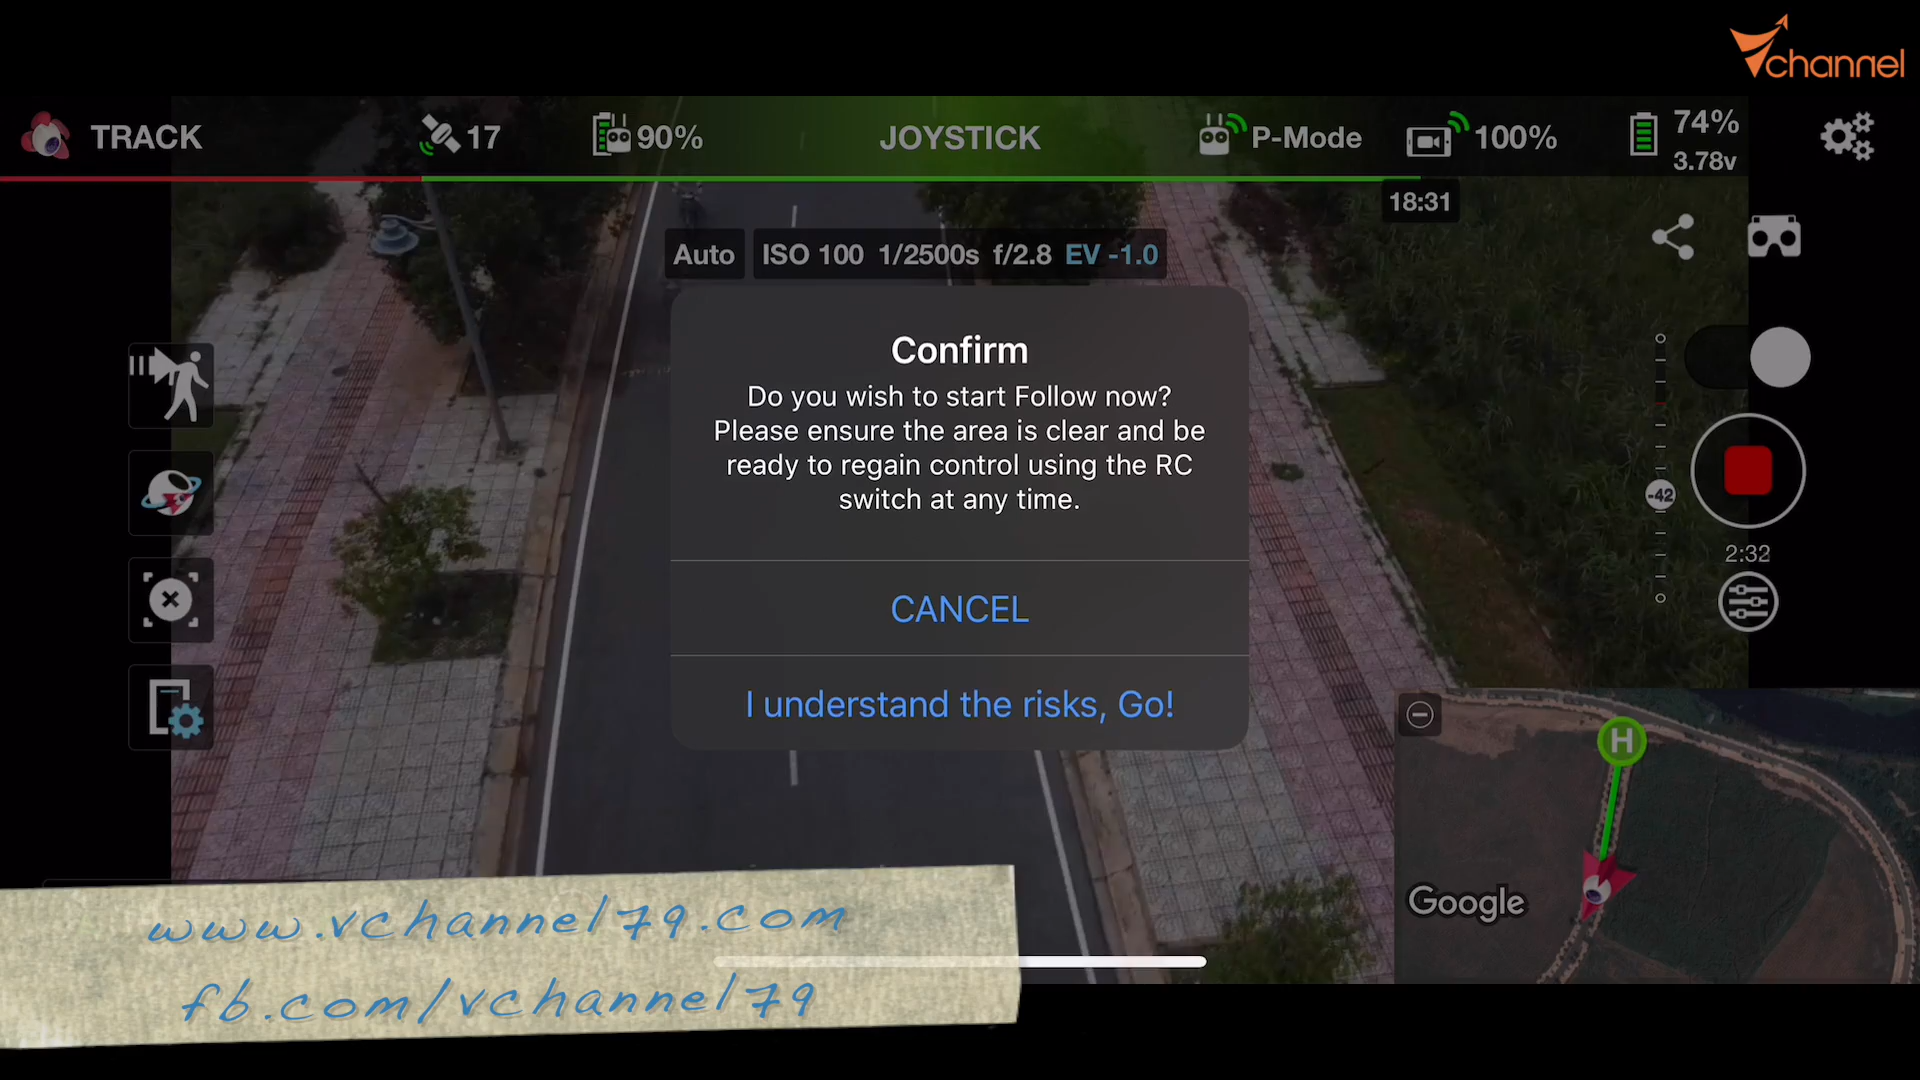 Vchannel
TRACK
17
90%
JOYSTICK
P-Mode
100%
74%
3.78v
18:31
Auto
ISO 100 1/2500s f/2.8 EV -1.0
Confirm
Do you wish to start Follow now?
Please ensure the area is clear and be
ready to regain control using the RC
switch at any time.
CANCEL
I understand the risks, Go!
-42
2:32
H
Google
www.vchannel79.com
fb.com/vchannel79